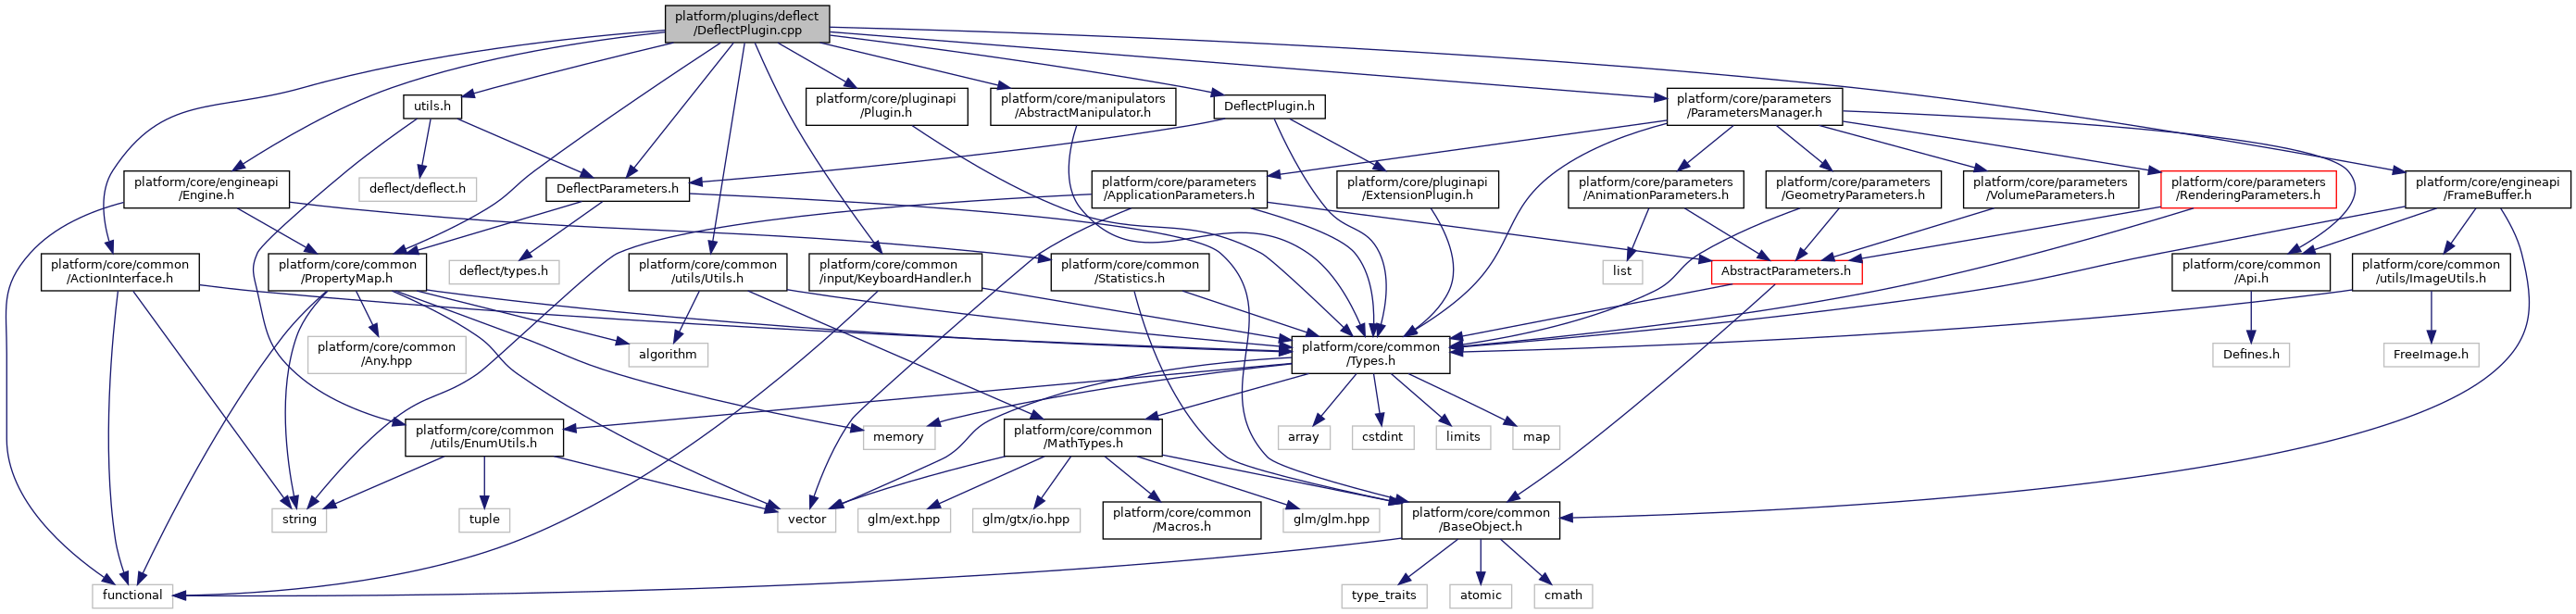 platform/plugins/deflect
/DeflectPlugin.cpp
utils.h
platform/core/pluginapi
/Plugin.h
platform/core/manipulators
/AbstractManipulator.h
DeflectPlugin.h
platform/core/parameters
/ParametersManager.h
platform/core/engineapi
/Engine.h
deflect/deflect.h
DeflectParameters.h
platform/core/parameters
/ApplicationParameters.h
platform/core/pluginapi
/ExtensionPlugin.h
platform/core/parameters
/AnimationParameters.h
platform/core/parameters
/GeometryParameters.h
platform/core/parameters
/VolumeParameters.h
platform/core/parameters
/RenderingParameters.h
platform/core/engineapi
/FrameBuffer.h
platform/core/common
/ActionInterface.h
platform/core/common
/PropertyMap.h
deflect/types.h
platform/core/common
/utils/Utils.h
platform/core/common
/input/KeyboardHandler.h
platform/core/common
/Statistics.h
list
AbstractParameters.h
platform/core/common
/Api.h
platform/core/common
/utils/ImageUtils.h
platform/core/common
/Any.hpp
algorithm
platform/core/common
/Types.h
Defines.h
FreeImage.h
platform/core/common
/utils/EnumUtils.h
memory
platform/core/common
/MathTypes.h
array
cstdint
limits
map
string
tuple
vector
glm/ext.hpp
glm/gtx/io.hpp
platform/core/common
/Macros.h
glm/glm.hpp
platform/core/common
/BaseObject.h
functional
type_traits
atomic
cmath